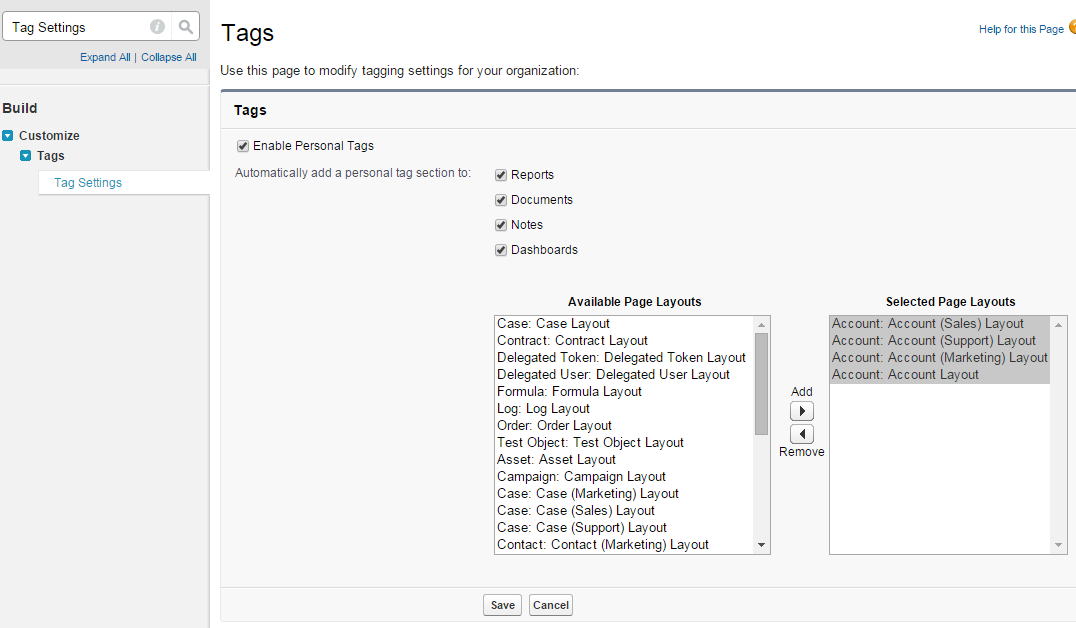 Tag Settings
Expand All | Collapse All
Build
Customize
Tags
Tag Settings
Tags
Help for this Page
Use this page to modify tagging settings for your organization:
Tags
Enable Personal Tags
Automatically add a personal tag section to:
Reports
Documents
Notes
Dashboards
Available Page Layouts
Case: Case Layout
Contract: Contract Layout
Delegated Token: Delegated Token Layout
Delegated User: Delegated User Layout
Formula: Formula Layout
Log: Log Layout
Order: Order Layout
Test Object: Test Object Layout
Asset: Asset Layout
Campaign: Campaign Layout
Case: Case (Marketing) Layout
Case: Case (Sales) Layout
Case: Case (Support) Layout
Contact: Contact (Marketing) Layout
Add
Remove
Selected Page Layouts
Account: Account (Sales) Layout
Account: Account (Support) Layout
Account: Account (Marketing) Layout
Account: Account Layout
Save
Cancel